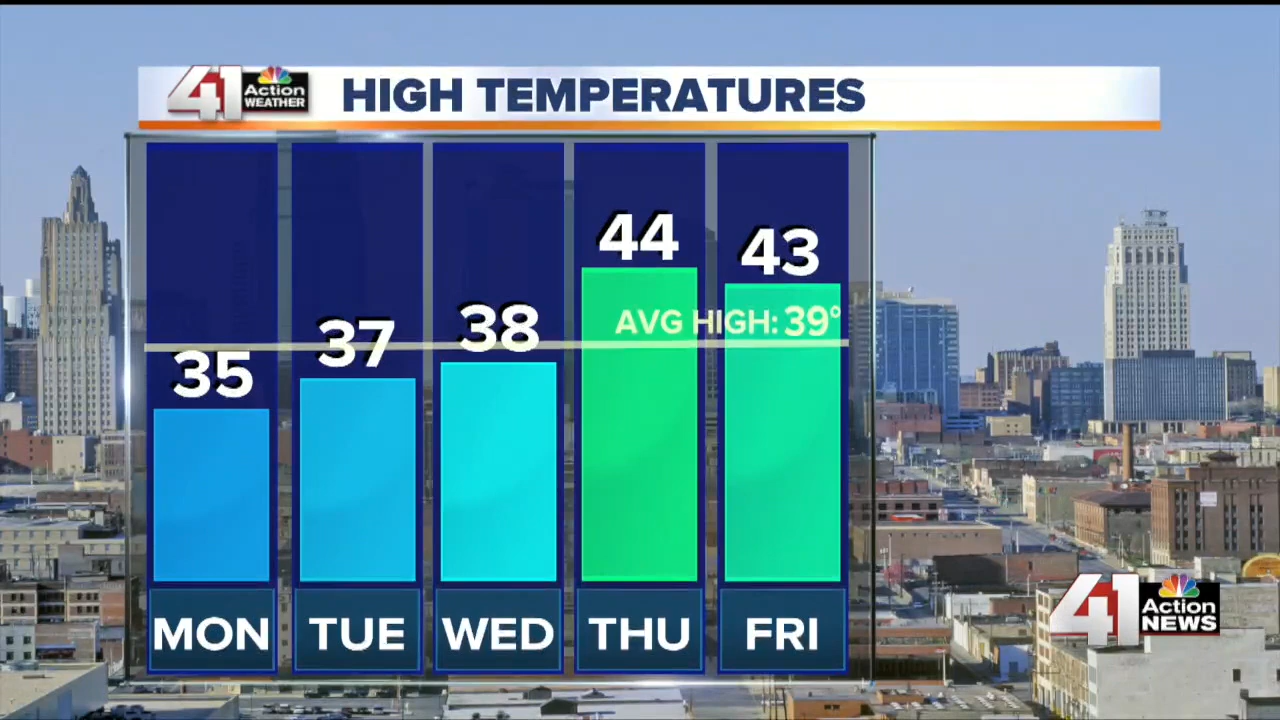 41 Action WEATHER HIGH TEMPERATURES
35 37 38 44 43
AVG HIGH: 39°
MON TUE WED THU FRI
41 Action NEWS